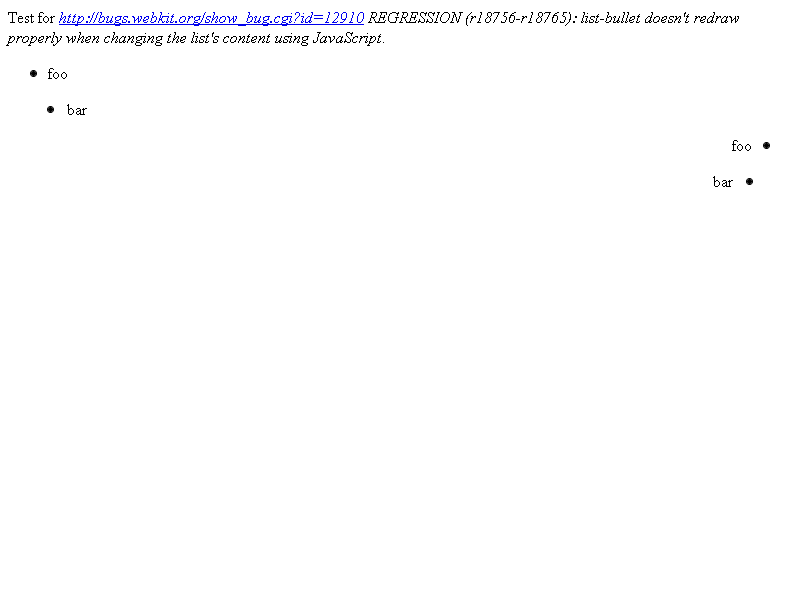 Test for http://bugs.webkit.org/show_bug.cgi?id=12910 REGRESSION (r18756-r18765): list-bullet doesn't redraw
properly when changing the list's content using JavaScript.
• foo
• bar
foo •
bar •